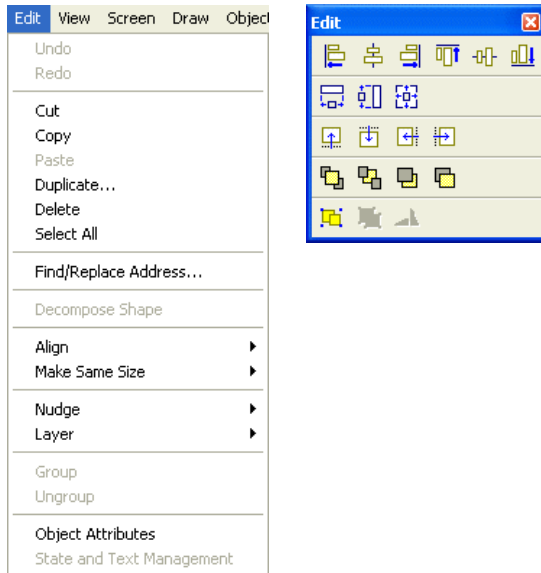 Edit View Screen Draw Objec
Undo
Redo
Cut
Copy
Paste
Duplicate...
Delete
Select All
Find/Replace Address...
Decompose Shape
Align
Make Same Size
Nudge
Layer
Group
Ungroup
Object Attributes
State and Text Management
Edit